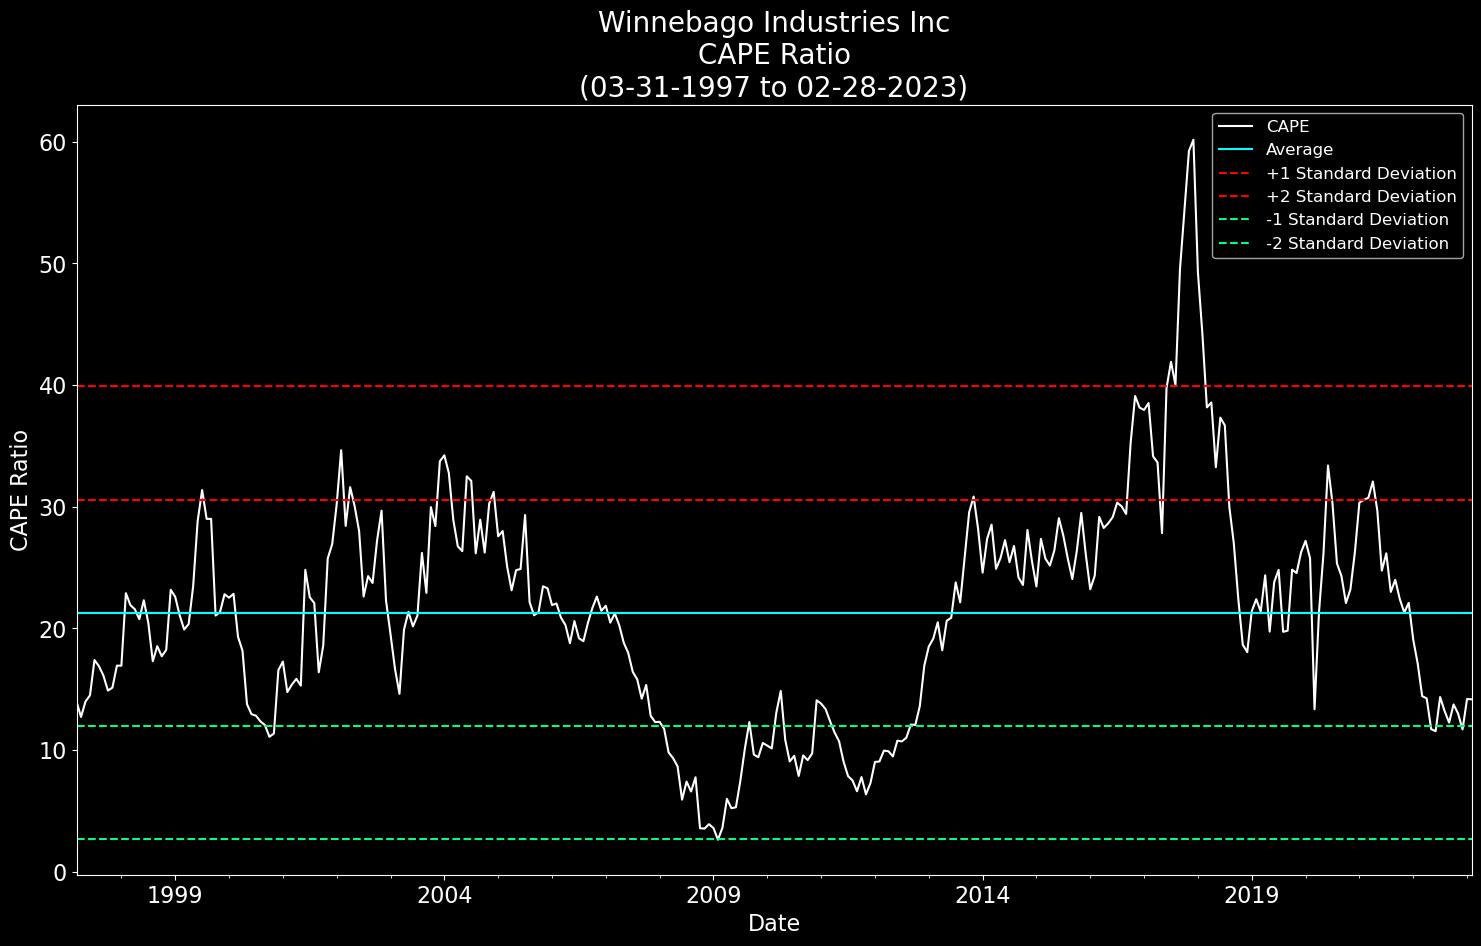 Winnebago Industries Inc
CAPE Ratio
(03-31-1997 to 02-28-2023)
CAPE
Average
+1 Standard Deviation
+2 Standard Deviation
-1 Standard Deviation
-2 Standard Deviation
60
50
40
30
20
10
0
CAPE Ratio
1999
2004
2009
2014
2019
Date